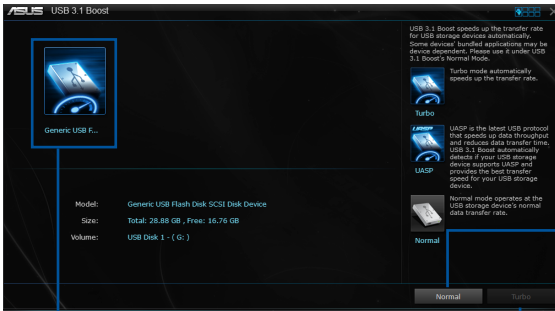 ASUS USB 3.1 Boost
USB 3.1 Boost speeds up the transfer rate
for USB storage devices automatically.
Some devices' bundled applications may be
device dependent. Please use it under USB
3.1 Boost's Normal Mode.
Turbo mode automatically
speeds up the transfer rate.
Turbo
Generic USB F...
UASP
UASP is the latest USB protocol
that speeds up data throughput
and reduces data transfer time.
USB 3.1 Boost automatically
detects if your USB storage
device supports UASP and
provides the best transfer
speed for your USB storage
device.
UASP
Model: Generic USB Flash Disk SCSI Disk Device
Size: Total: 28.88 GB , Free: 16.76 GB
Volume: USB Disk 1 - ( G: )
Normal mode operates at the
USB storage device's normal
data transfer rate.
Normal
Normal Turbo